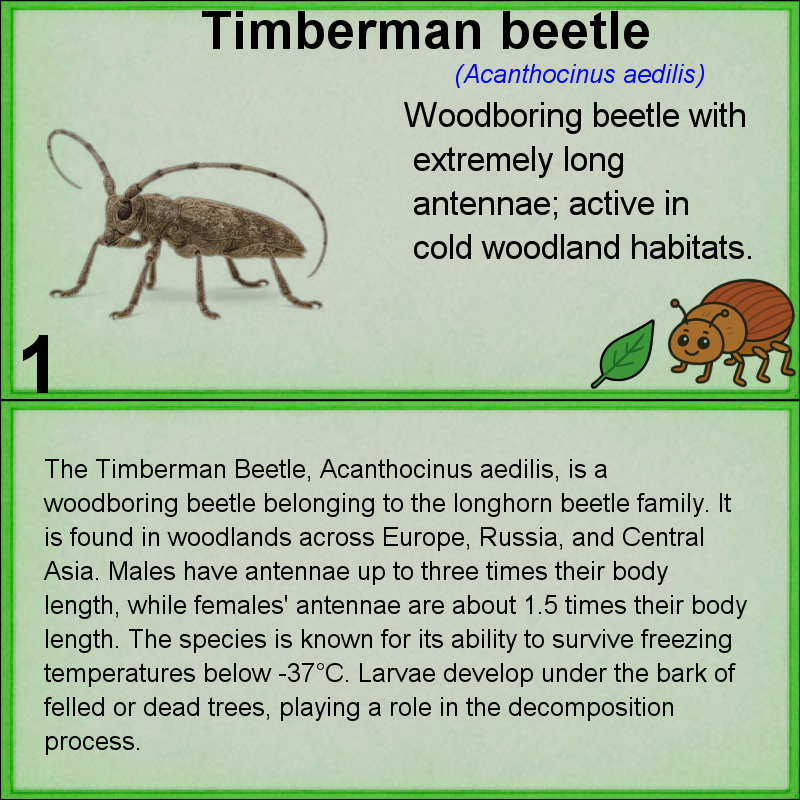 Timberman beetle
(Acanthocinus aedilis)
Woodboring beetle with
extremely long
antennae; active in
cold woodland habitats.
1
The Timberman Beetle, Acanthocinus aedilis, is a
woodboring beetle belonging to the longhorn beetle family. It
is found in woodlands across Europe, Russia, and Central
Asia. Males have antennae up to three times their body
length, while females' antennae are about 1.5 times their body
length. The species is known for its ability to survive freezing
temperatures below -37°C. Larvae develop under the bark of
felled or dead trees, playing a role in the decomposition
process.